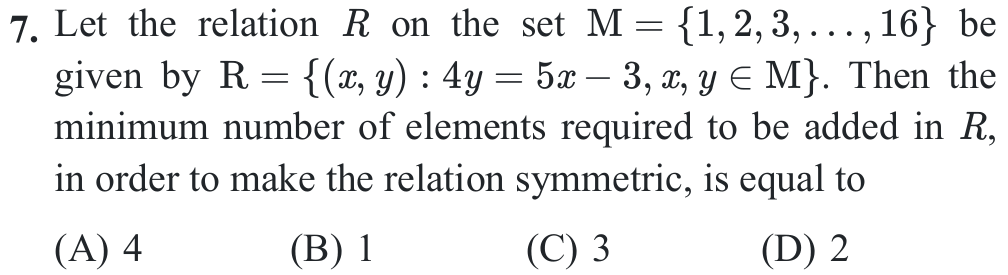 7. Let the relation R on the set M = {1, 2, 3, . . . , 16} be
given by R = {(x, y) : 4y = 5x − 3, x, y ∈ M}. Then the
minimum number of elements required to be added in R,
in order to make the relation symmetric, is equal to
(A) 4 (B) 1 (C) 3 (D) 2